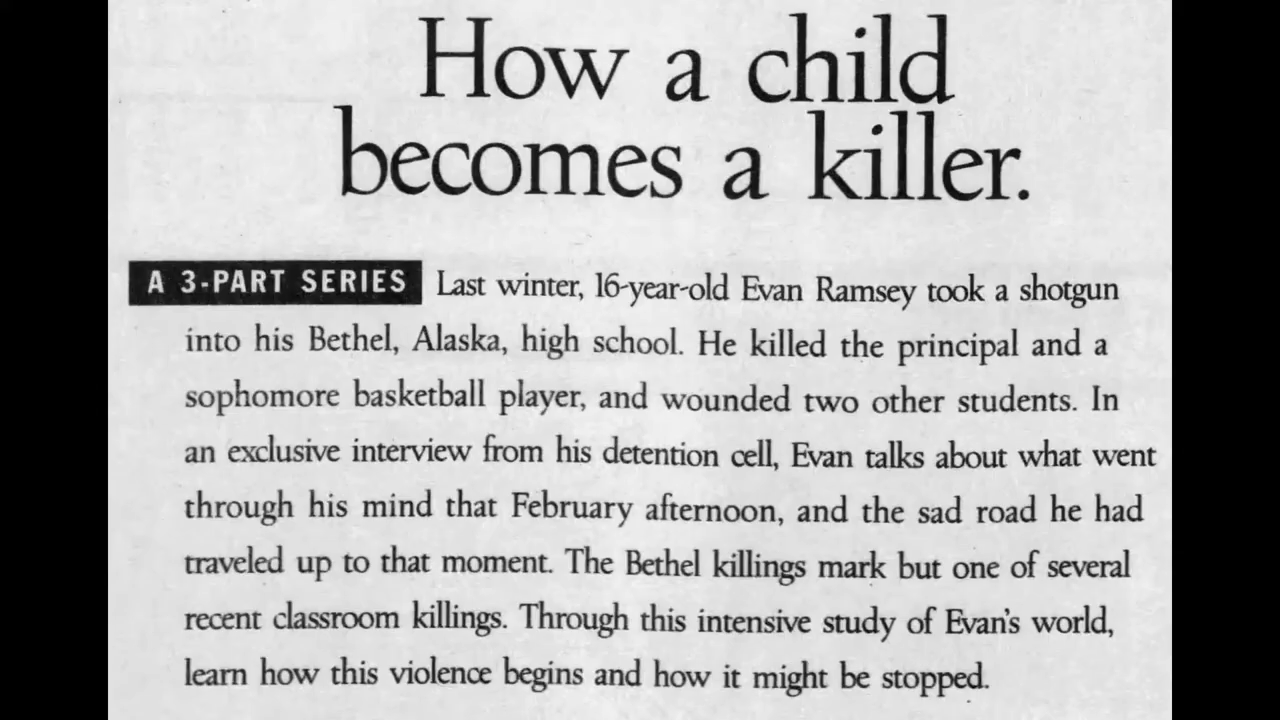 How a child
becomes a killer.
A 3-PART SERIES Last winter, 16-year-old Evan Ramsey took a shotgun
into his Bethel, Alaska, high school. He killed the principal and a
sophomore basketball player, and wounded two other students. In
an exclusive interview from his detention cell, Evan talks about what went
through his mind that February afternoon, and the sad road he had
traveled up to that moment. The Bethel killings mark but one of several
recent classroom killings. Through this intensive study of Evan's world,
learn how this violence begins and how it might be stopped.